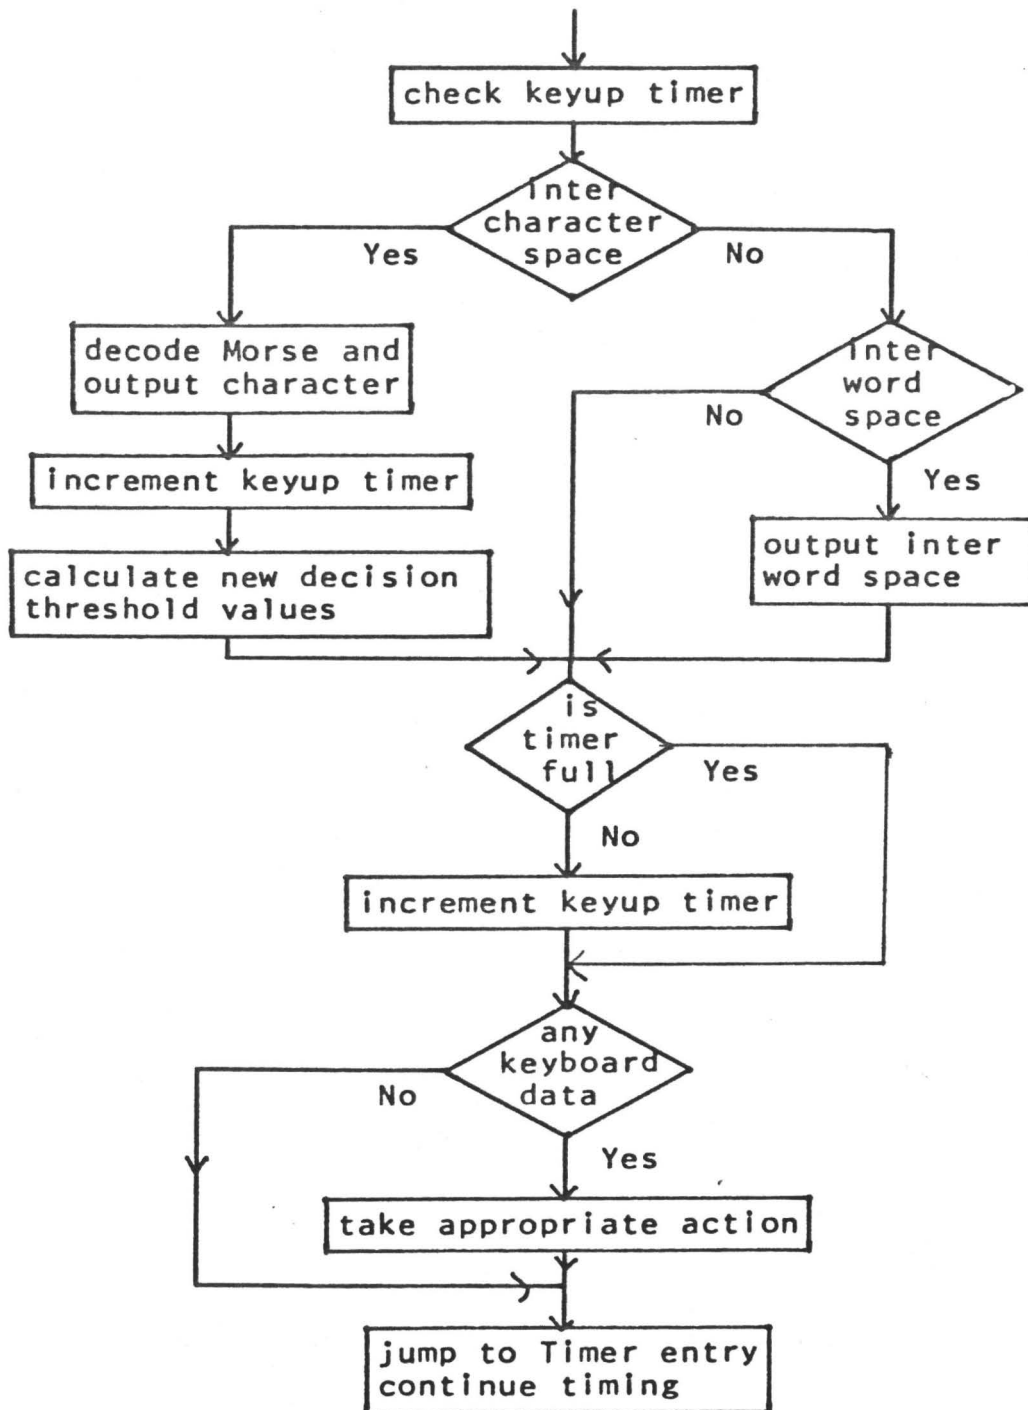 check keyup timer
inter
character
space
Yes
No
decode Morse and
output character
inter
word
space
No
Yes
increment keyup timer
output inter
word space
calculate new decision
threshold values
is
timer
full
Yes
No
increment keyup timer
any
keyboard
data
No
Yes
take appropriate action
jump to Timer entry
continue timing